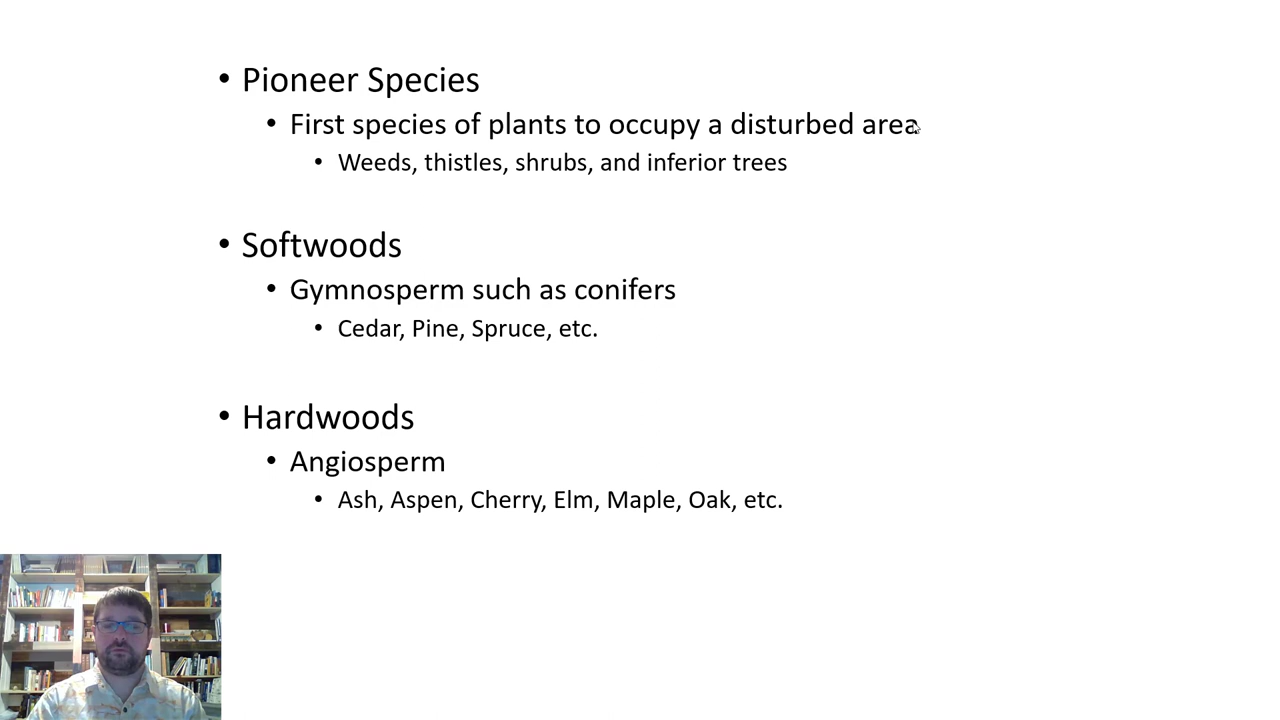 • Pioneer Species
• First species of plants to occupy a disturbed area
• Weeds, thistles, shrubs, and inferior trees
• Softwoods
• Gymnosperm such as conifers
• Cedar, Pine, Spruce, etc.
• Hardwoods
• Angiosperm
• Ash, Aspen, Cherry, Elm, Maple, Oak, etc.